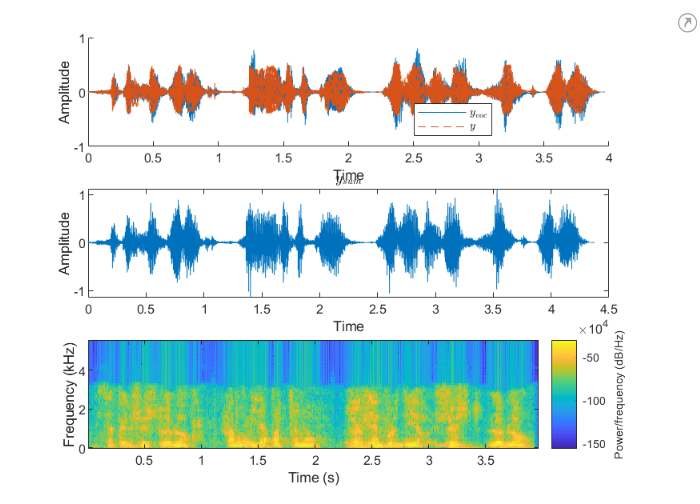 1
0
-1
Amplitude
y_voc
y
0 0.5 1 1.5 2 2.5 3 3.5 4
Time
y_sum
1
0
-1
Amplitude
0 0.5 1 1.5 2 2.5 3 3.5 4 4.5
Time
×10^4
4
2
0
Frequency (kHz)
-50
-100
-150
Power/frequency (dB/Hz)
0.5 1 1.5 2 2.5 3 3.5
Time (s)